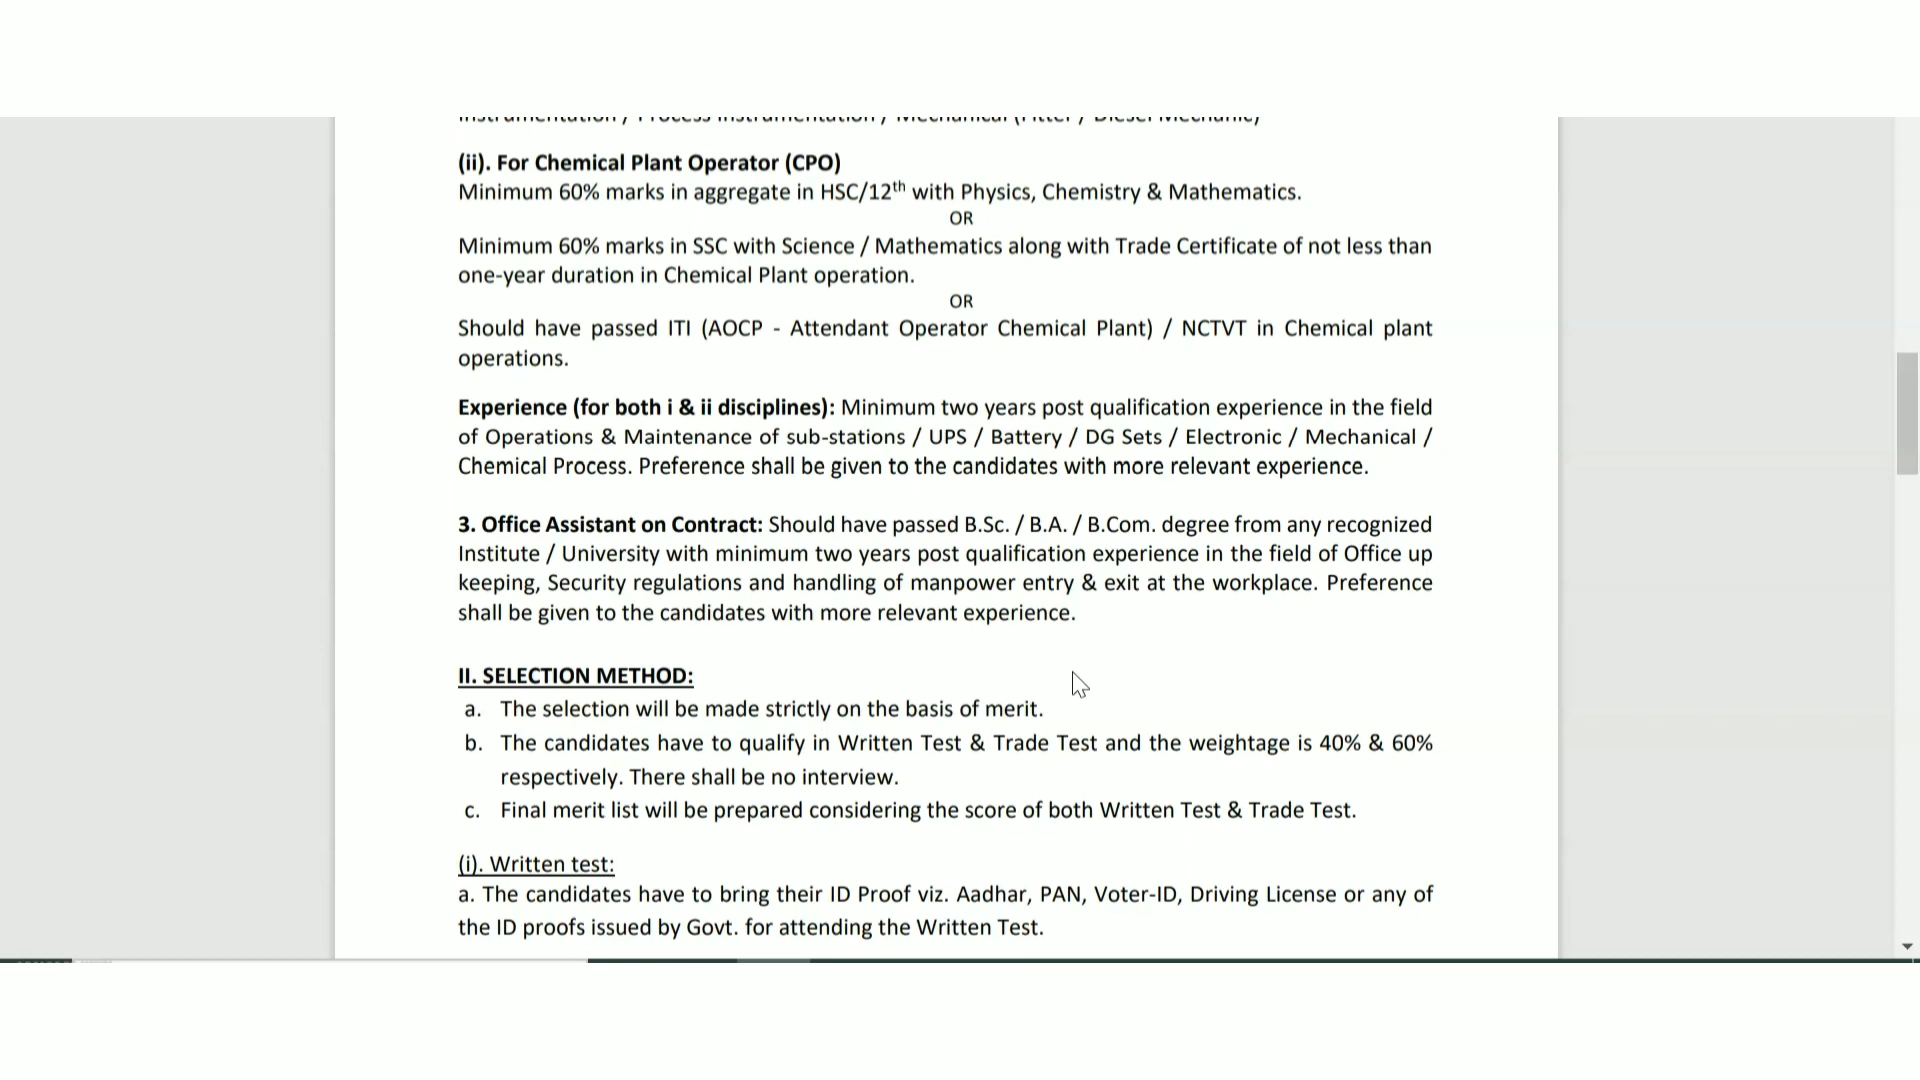 Instrumentation / Process Instrumentation / Mechanical (Fitter / Diesel Mechanic)
(ii). For Chemical Plant Operator (CPO)
Minimum 60% marks in aggregate in HSC/12th with Physics, Chemistry & Mathematics.
OR
Minimum 60% marks in SSC with Science / Mathematics along with Trade Certificate of not less than
one-year duration in Chemical Plant operation.
OR
Should have passed ITI (AOCP - Attendant Operator Chemical Plant) / NCTVT in Chemical plant
operations.
Experience (for both i & ii disciplines): Minimum two years post qualification experience in the field
of Operations & Maintenance of sub-stations / UPS / Battery / DG Sets / Electronic / Mechanical /
Chemical Process. Preference shall be given to the candidates with more relevant experience.
3. Office Assistant on Contract: Should have passed B.Sc. / B.A. / B.Com. degree from any recognized
Institute / University with minimum two years post qualification experience in the field of Office up
keeping, Security regulations and handling of manpower entry & exit at the workplace. Preference
shall be given to the candidates with more relevant experience.
II. SELECTION METHOD:
a. The selection will be made strictly on the basis of merit.
b. The candidates have to qualify in Written Test & Trade Test and the weightage is 40% & 60%
respectively. There shall be no interview.
c. Final merit list will be prepared considering the score of both Written Test & Trade Test.
(i). Written test:
a. The candidates have to bring their ID Proof viz. Aadhar, PAN, Voter-ID, Driving License or any of
the ID proofs issued by Govt. for attending the Written Test.